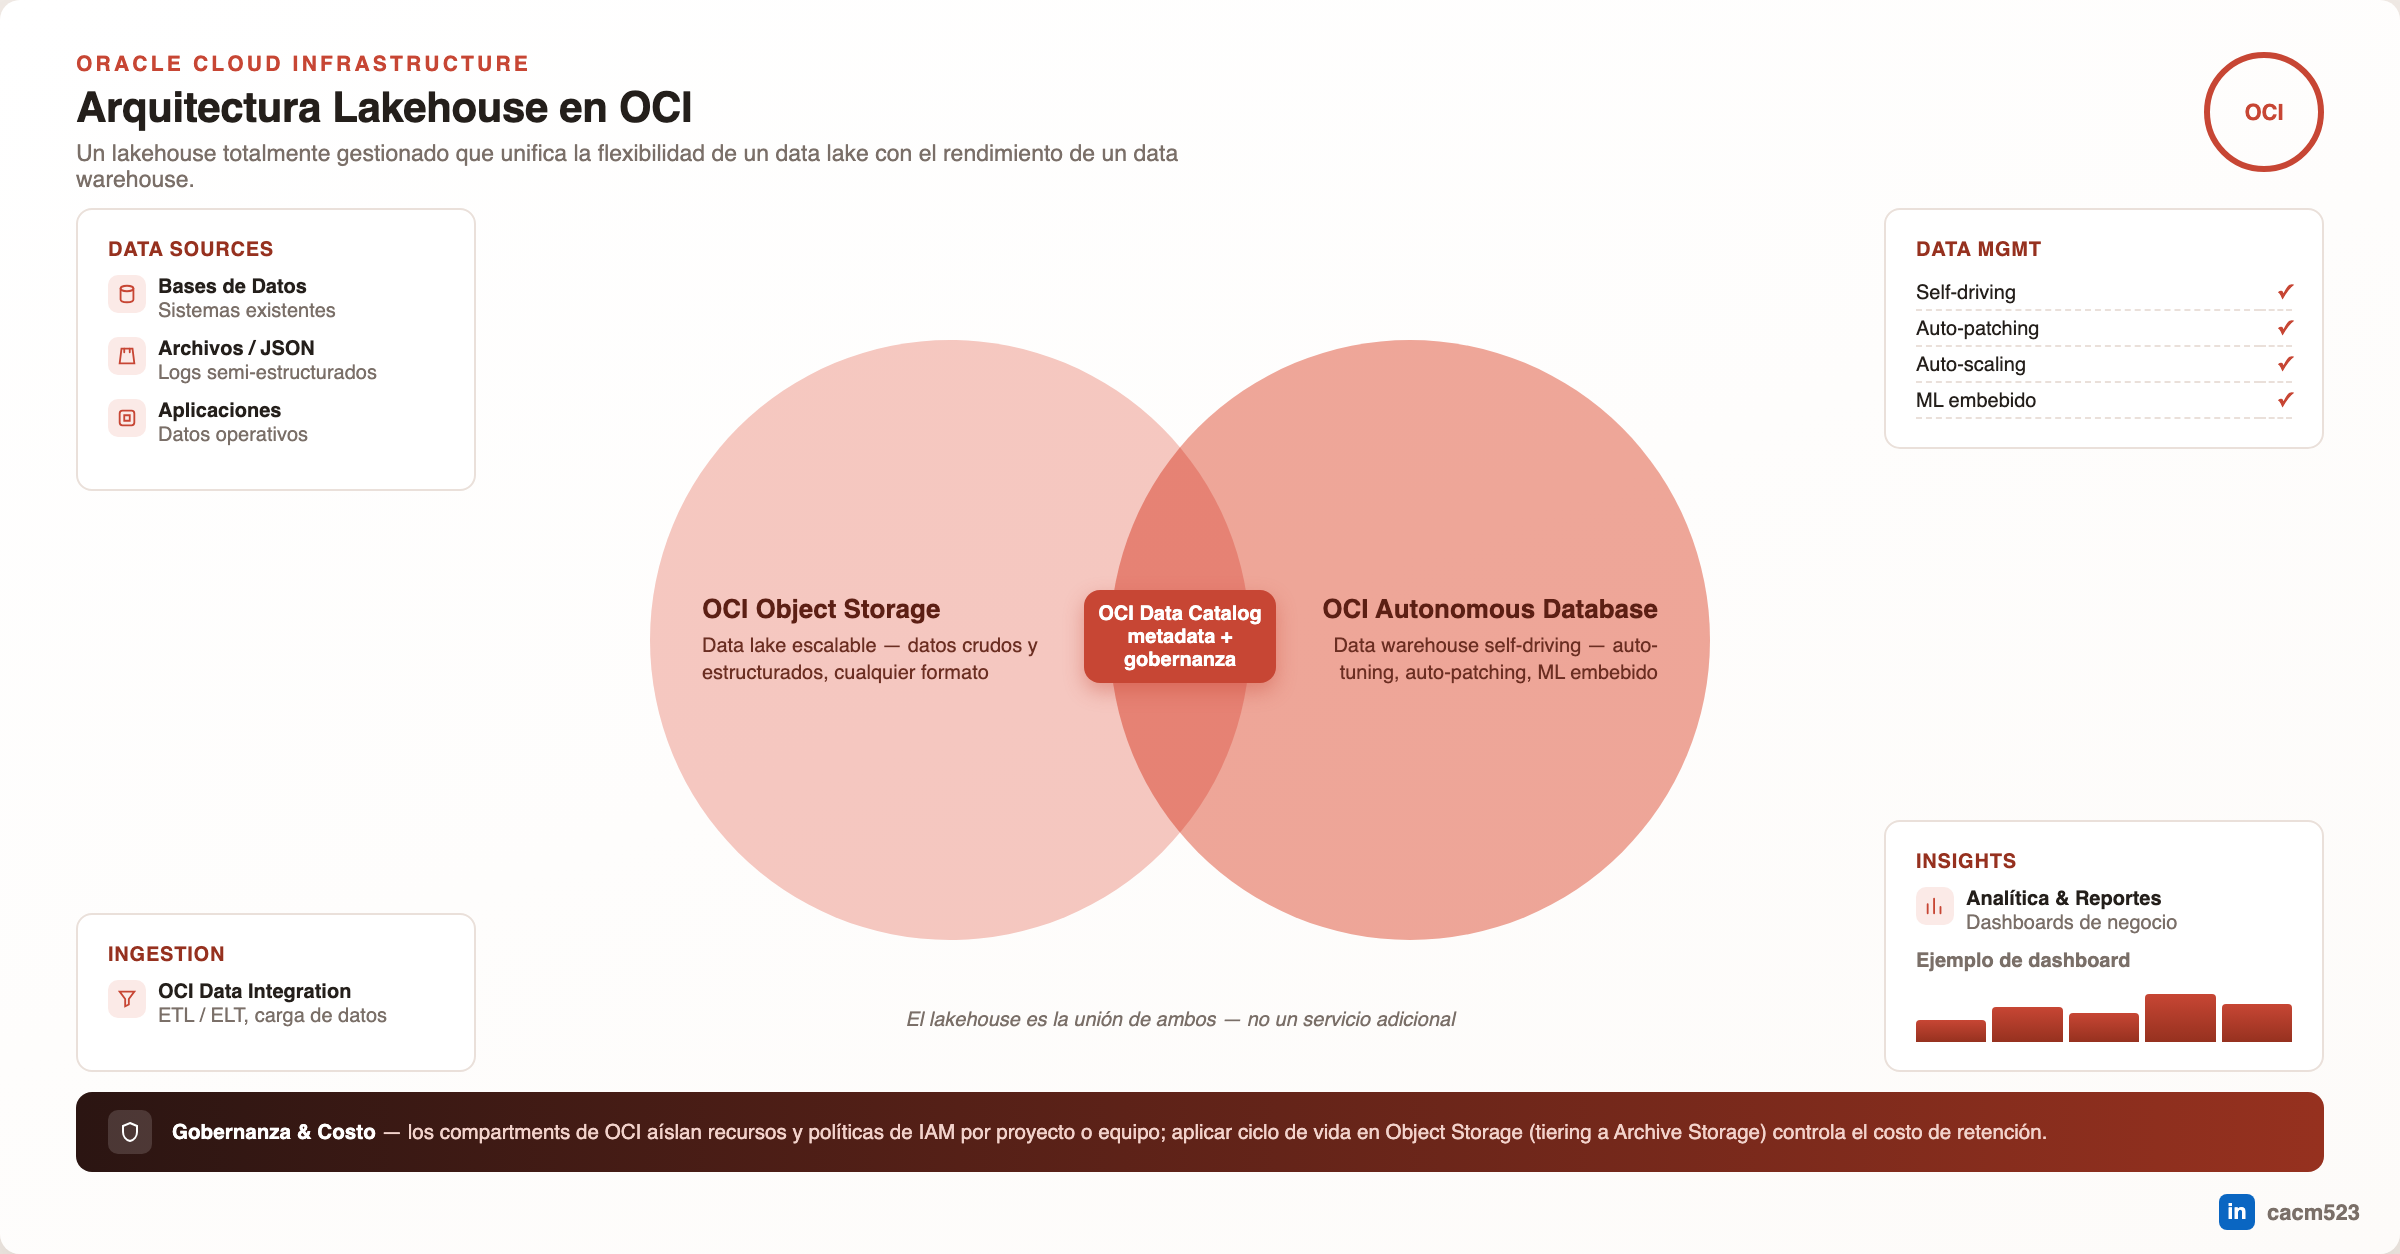 ORACLE CLOUD INFRASTRUCTURE
Arquitectura Lakehouse en OCI
Un lakehouse totalmente gestionado que unifica la flexibilidad de un data lake con el rendimiento de un data
warehouse.
OCI
DATA SOURCES
Bases de Datos
Sistemas existentes
Archivos / JSON
Logs semi-estructurados
Aplicaciones
Datos operativos
DATA MGMT
Self-driving ✓
Auto-patching ✓
Auto-scaling ✓
ML embebido ✓
OCI Object Storage
Data lake escalable — datos crudos y
estructurados, cualquier formato
OCI Data Catalog
metadata +
gobernanza
OCI Autonomous Database
Data warehouse self-driving — auto-
tuning, auto-patching, ML embebido
INGESTION
OCI Data Integration
ETL / ELT, carga de datos
El lakehouse es la unión de ambos — no un servicio adicional
INSIGHTS
Analítica & Reportes
Dashboards de negocio
Ejemplo de dashboard
Gobernanza & Costo — los compartments de OCI aíslan recursos y políticas de IAM por proyecto o equipo; aplicar ciclo de vida en Object Storage (tiering a Archive Storage) controla el costo de retención.
in cacm523